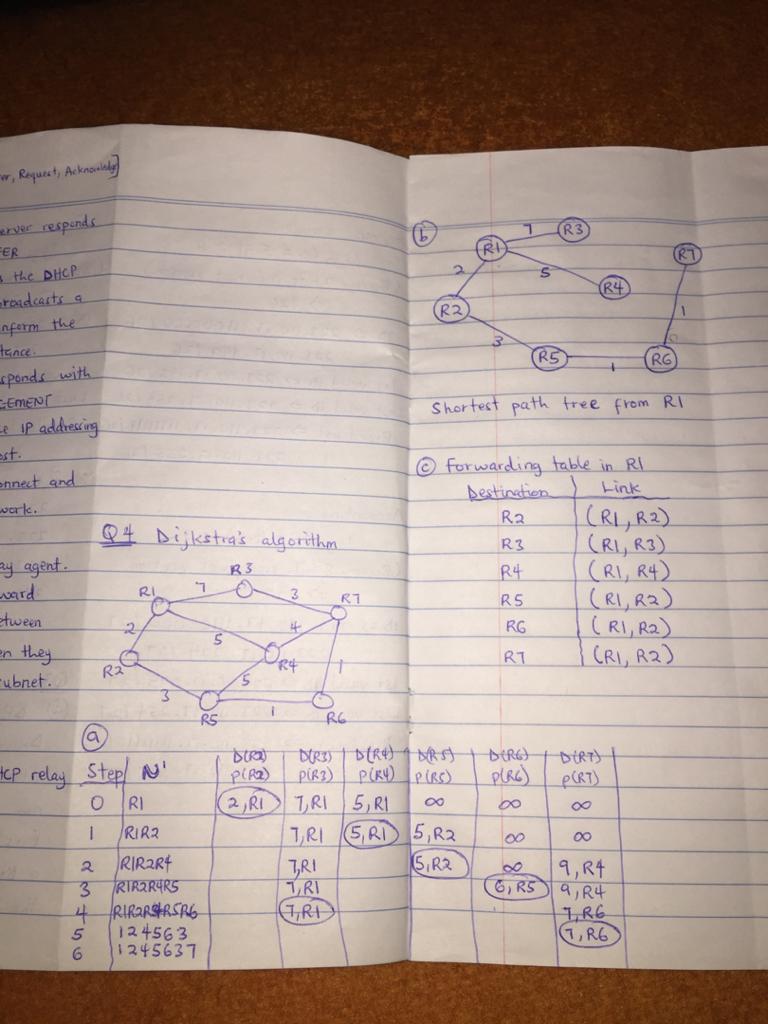 er, Request, Acknowledge]
erver responds
FER
s the DHCP
broadcasts a
nform the
tance.
sponds with
GEMENT
ce IP addressing
ost.
onnect and
work.
ay agent.
ward
etween
en they
subnet.
HCP relay
Q4 Dijkstra's algorithm
R3
R1 7 3 R7
2 5 4
R2 R4 1
3 5
R5 1 R6
(a)
Step N' D(R2) D(R3) D(R4) D(R5) D(R6) D(R7)
P(R2) P(R3) P(R4) P(R5) P(R6) P(R7)
0 R1 2,R1 7,R1 5,R1 ∞ ∞ ∞
1 R1R2 7,R1 5,R1 5,R2 ∞ ∞
2 R1R2R4 7,R1 5,R2 ∞ 9,R4
3 R1R2R4R5 7,R1 6,R5 9,R4
4 R1R2R4R5R6 7,R1 7,R6
5 124563 7,R6
6 1245637
(b)
R1 7 R3
2 5 R7
R2 R4
3 1
R5 1 R6
Shortest path tree from R1
(c) Forwarding table in R1
Destination Link
R2 (R1, R2)
R3 (R1, R3)
R4 (R1, R4)
R5 (R1, R2)
R6 (R1, R2)
R7 (R1, R2)